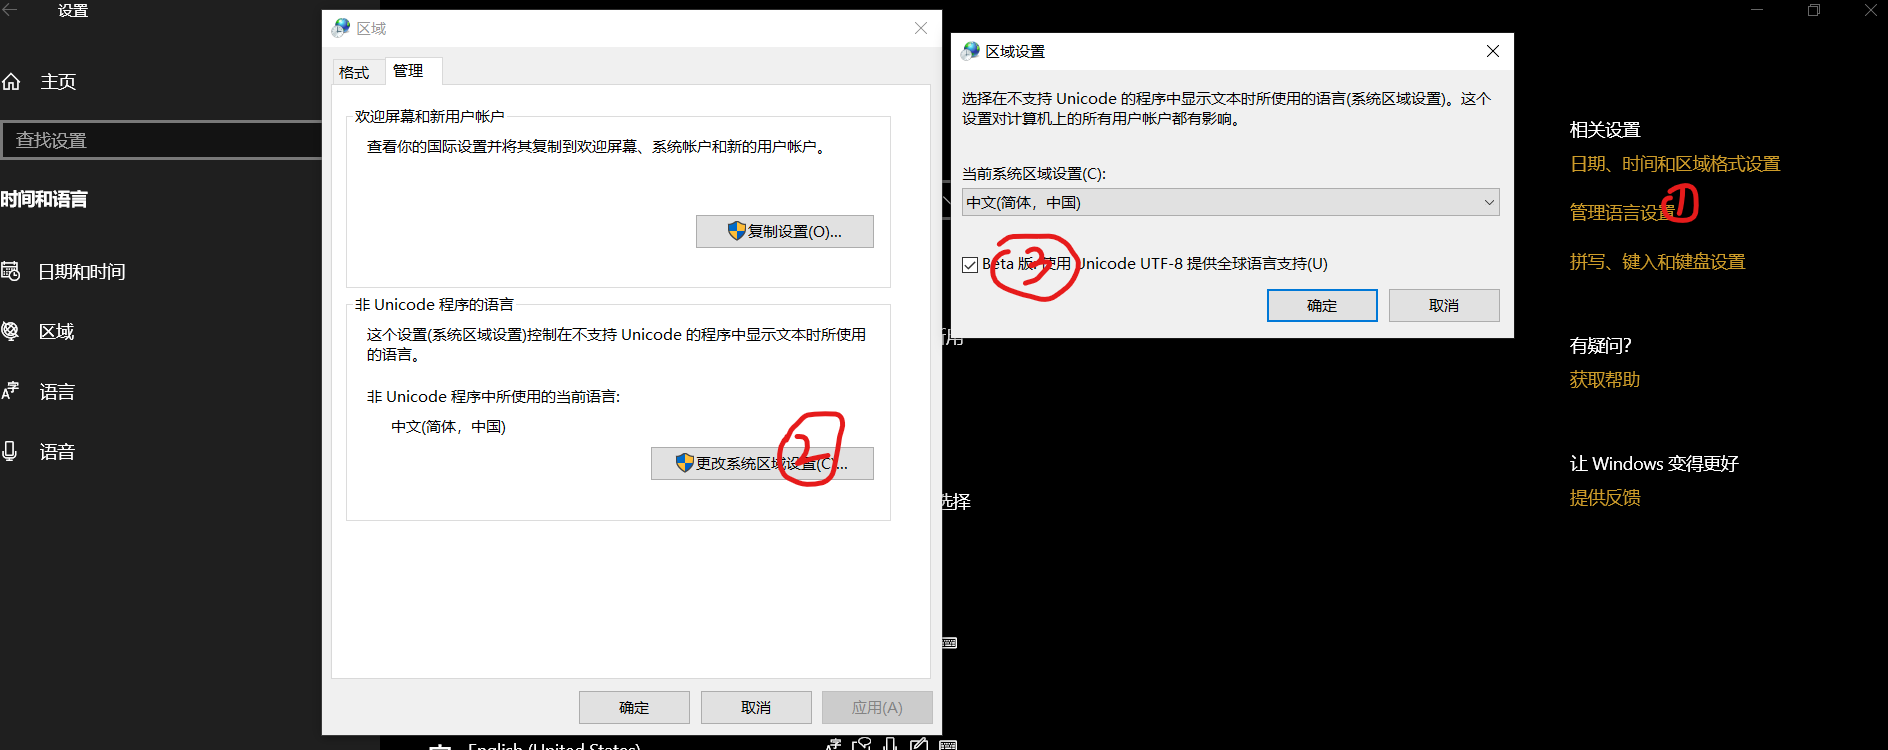 设置
主页
查找设置
时间和语言
日期和时间
区域
语言
语音
区域
格式
管理
欢迎屏幕和新用户帐户
查看你的国际设置并将其复制到欢迎屏幕、系统帐户和新的用户帐户。
复制设置(O)...
非 Unicode 程序的语言
这个设置(系统区域设置)控制在不支持 Unicode 的程序中显示文本时所使用
的语言。
非 Unicode 程序中所使用的当前语言:
中文(简体，中国)
更改系统区域设置(C)...
2
确定
取消
应用(A)
区域设置
选择在不支持 Unicode 的程序中显示文本时所使用的语言(系统区域设置)。这个
设置对计算机上的所有用户帐户都有影响。
当前系统区域设置(C):
中文(简体，中国)
Beta 版: 使用 Unicode UTF-8 提供全球语言支持(U)
3
确定
取消
用
选择
English (United States)
相关设置
日期、时间和区域格式设置
管理语言设置
1
拼写、键入和键盘设置
有疑问?
获取帮助
让 Windows 变得更好
提供反馈